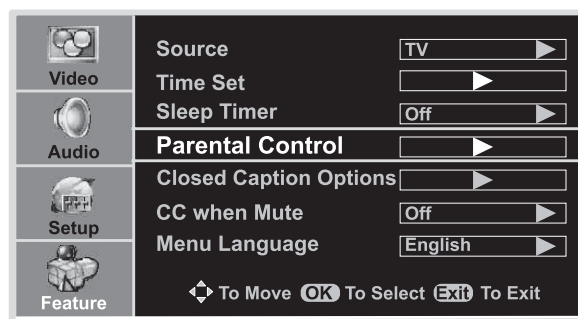 Video
Audio
Setup
Feature
Source TV
Time Set
Sleep Timer Off
Parental Control
Closed Caption Options
CC when Mute Off
Menu Language English
To Move OK To Select Exit To Exit